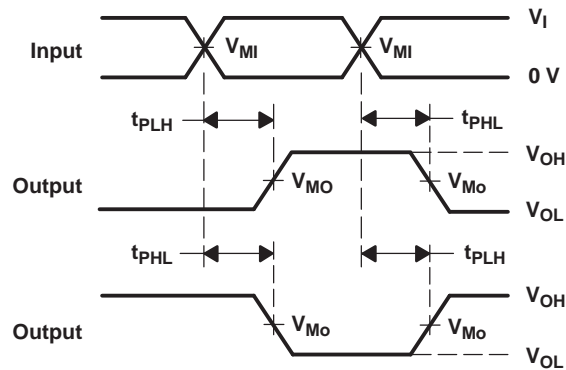 V_I
Input V_MI V_MI
0 V
t_PLH t_PHL
V_OH
Output V_MO V_Mo
V_OL
t_PHL t_PLH
V_OH
Output V_Mo V_Mo
V_OL